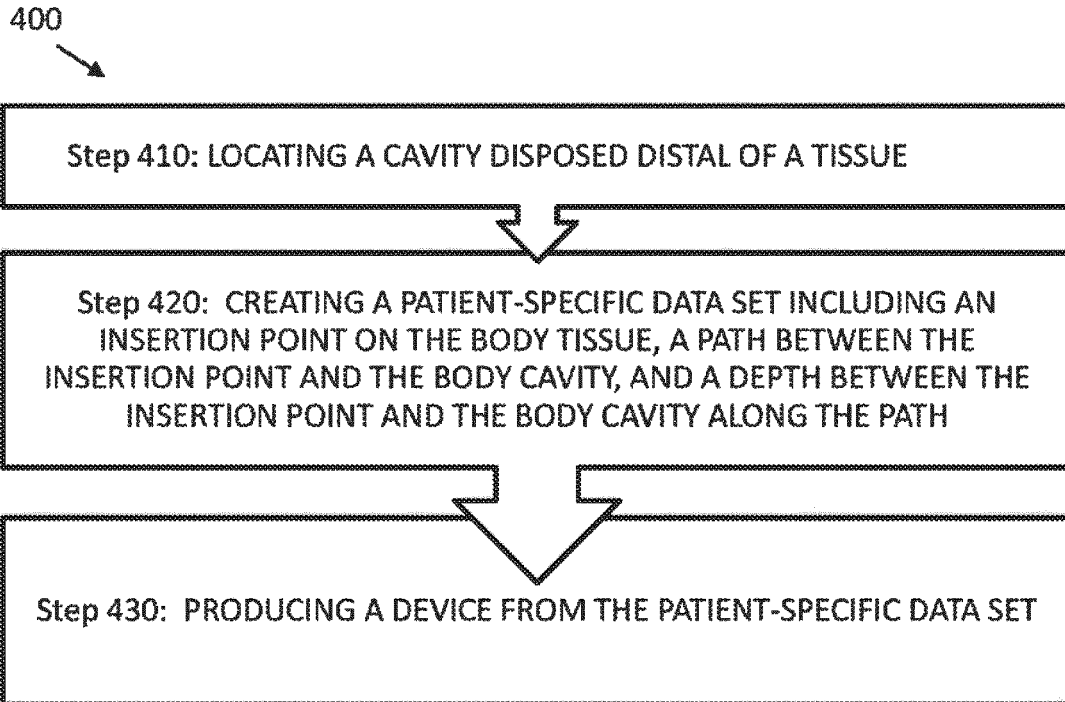 400
Step 410: LOCATING A CAVITY DISPOSED DISTAL OF A TISSUE
Step 420: CREATING A PATIENT-SPECIFIC DATA SET INCLUDING AN
INSERTION POINT ON THE BODY TISSUE, A PATH BETWEEN THE
INSERTION POINT AND THE BODY CAVITY, AND A DEPTH BETWEEN THE
INSERTION POINT AND THE BODY CAVITY ALONG THE PATH
Step 430: PRODUCING A DEVICE FROM THE PATIENT-SPECIFIC DATA SET